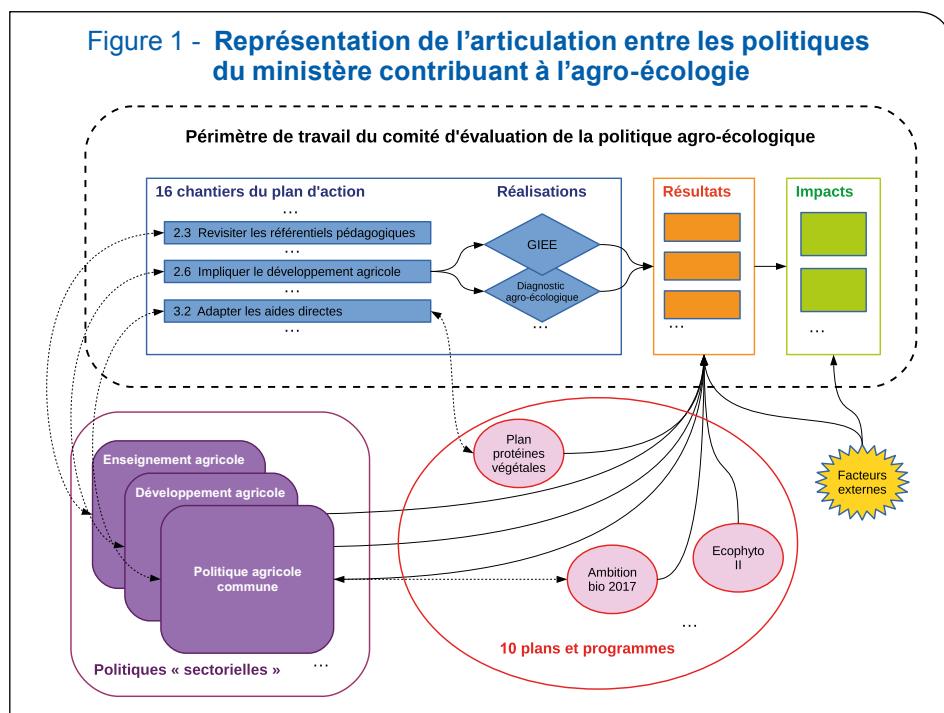 Figure 1 - Représentation de l’articulation entre les politiques
du ministère contribuant à l’agro-écologie
Périmètre de travail du comité d'évaluation de la politique agro-écologique
16 chantiers du plan d'action
...
2.3 Revisiter les référentiels pédagogiques
...
2.6 Impliquer le développement agricole
...
3.2 Adapter les aides directes
...
Réalisations
...
GIEE
Diagnostic
agro-écologique
...
Résultats
...
Impacts
...
Enseignement agricole
Développement agricole
Politique agricole
commune
...
Politiques « sectorielles »
Plan
protéines
végétales
Ambition
bio 2017
Ecophyto
II
...
10 plans et programmes
Facteurs
externes